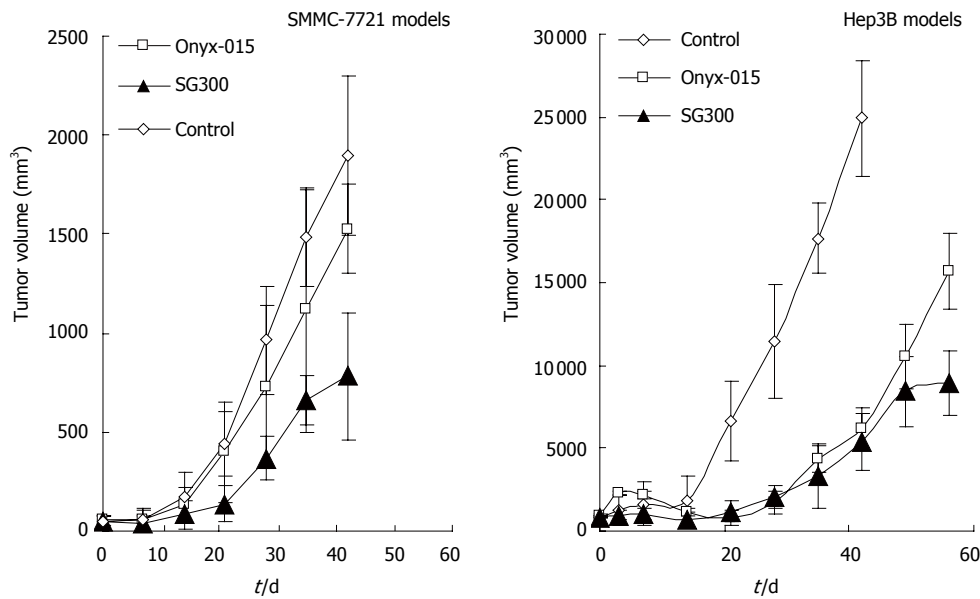 SMMC-7721 models
2500
2000
1500
1000
500
0
Tumor volume (mm³)
Onyx-015
SG300
Control
0 10 20 30 40 50 60
t/d
Hep3B models
30 000
25 000
20 000
15 000
10 000
5000
0
Tumor volume (mm³)
Control
Onyx-015
SG300
0 20 40 60
t/d